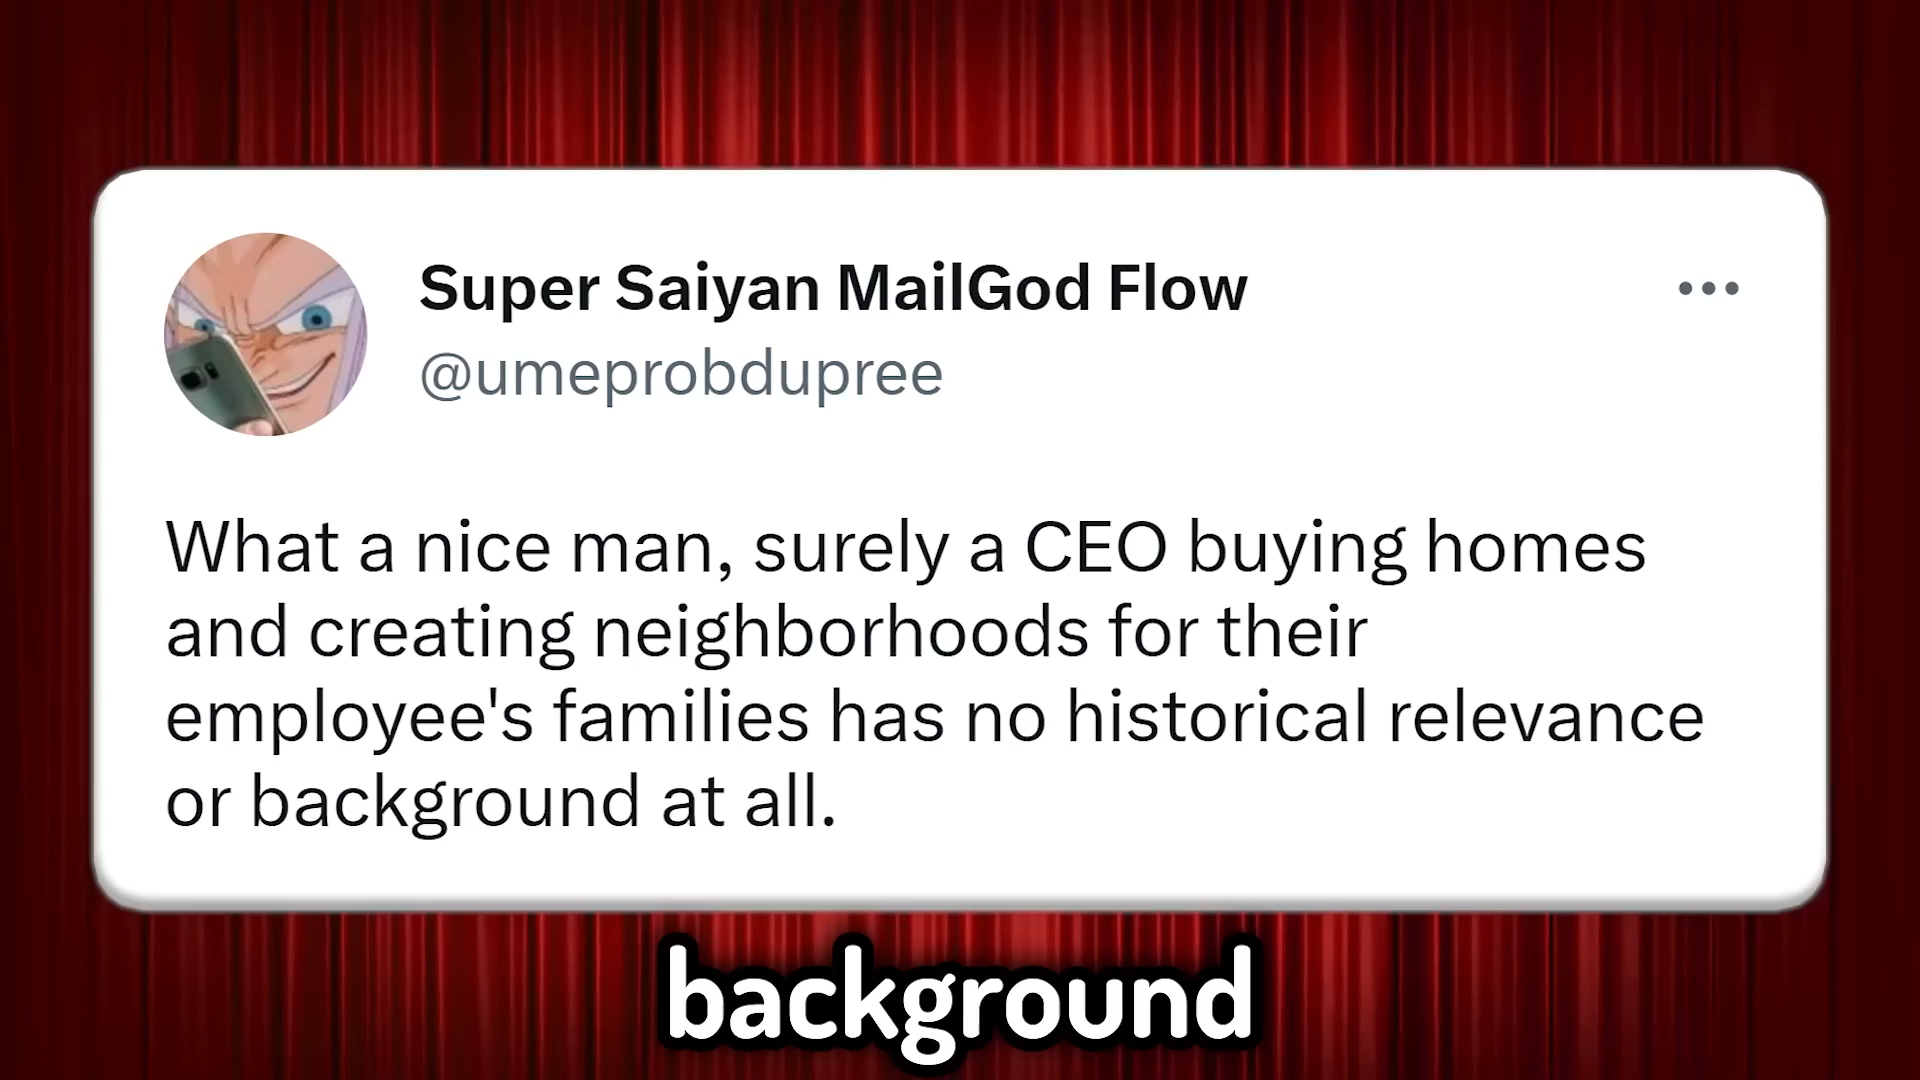 Super Saiyan MailGod Flow
@umeprobdupree
What a nice man, surely a CEO buying homes
and creating neighborhoods for their
employee's families has no historical relevance
or background at all.
background